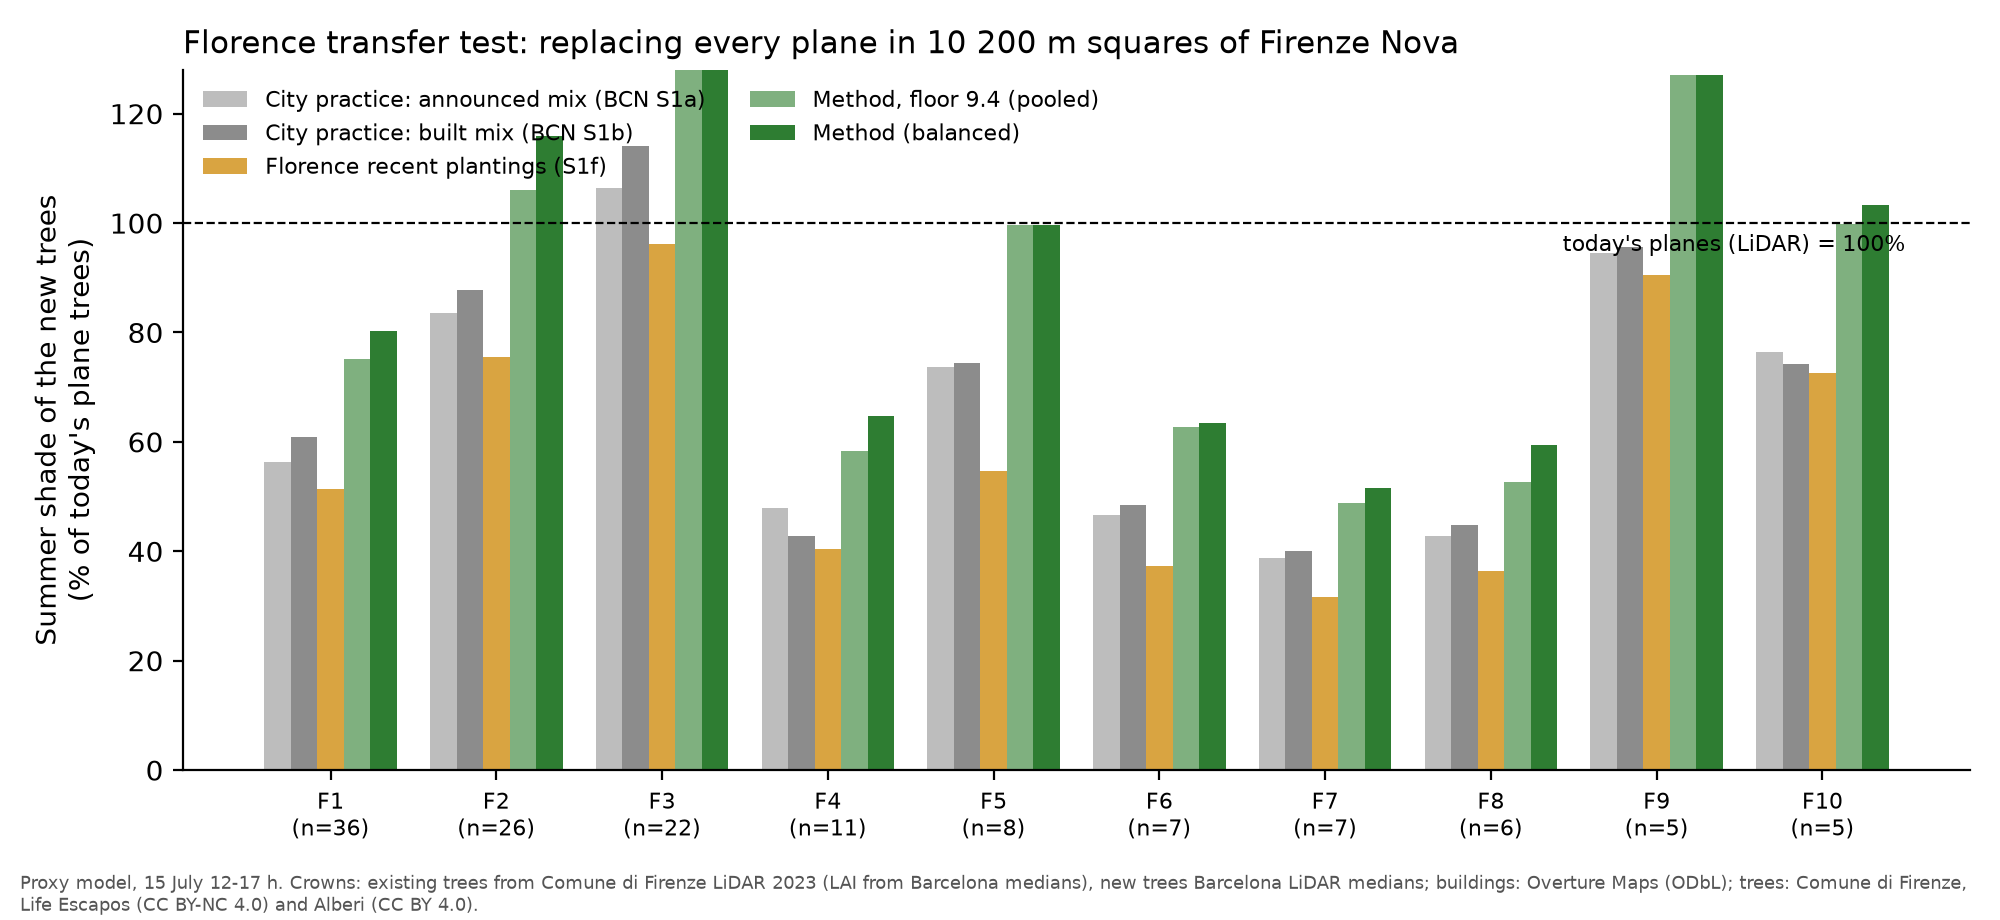 Florence transfer test: replacing every plane in 10 200 m squares of Firenze Nova
City practice: announced mix (BCN S1a)
City practice: built mix (BCN S1b)
Florence recent plantings (S1f)
Method, floor 9.4 (pooled)
Method (balanced)
Summer shade of the new trees
(% of today's plane trees)
120
100
80
60
40
20
0
today's planes (LiDAR) = 100%
F1 F2 F3 F4 F5 F6 F7 F8 F9 F10
(n=36) (n=26) (n=22) (n=11) (n=8) (n=7) (n=7) (n=6) (n=5) (n=5)
Proxy model, 15 July 12-17 h. Crowns: existing trees from Comune di Firenze LiDAR 2023 (LAI from Barcelona medians), new trees Barcelona LiDAR medians; buildings: Overture Maps (ODbL); trees: Comune di Firenze,
Life Escapos (CC BY-NC 4.0) and Alberi (CC BY 4.0).